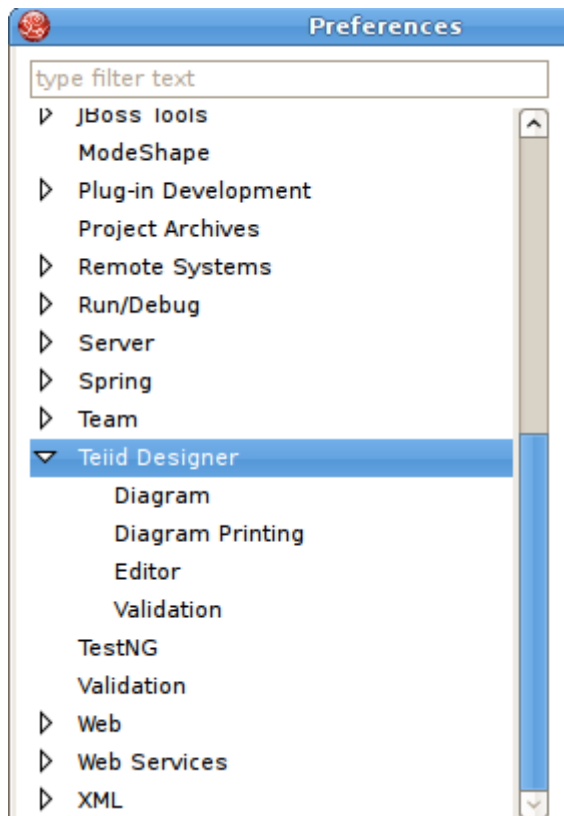 Preferences
type filter text
JBoss Tools
ModeShape
Plug-in Development
Project Archives
Remote Systems
Run/Debug
Server
Spring
Team
Teiid Designer
Diagram
Diagram Printing
Editor
Validation
TestNG
Validation
Web
Web Services
XML